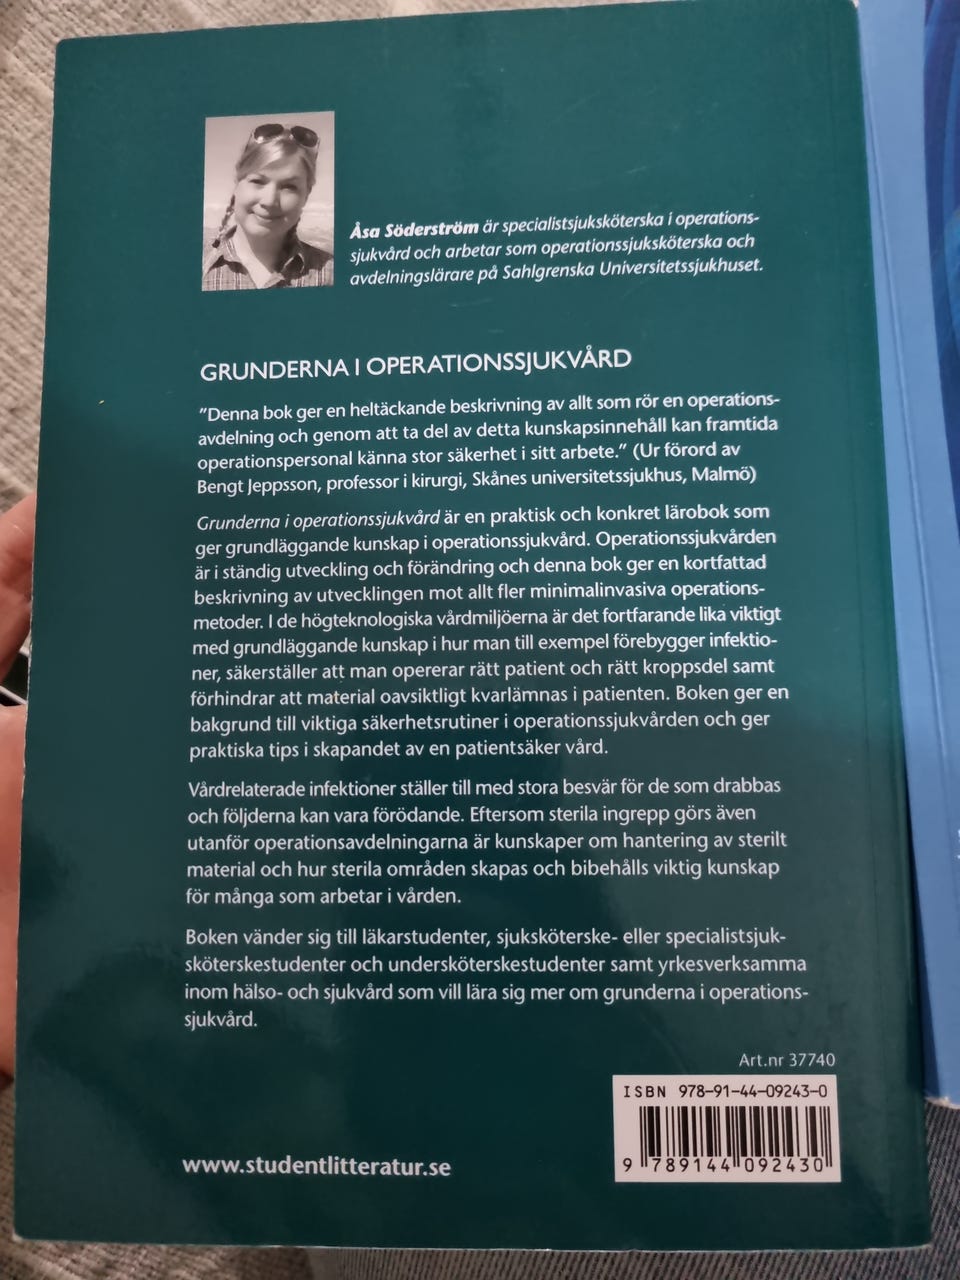 Åsa Söderström är specialistsjuksköterska i operations-
sjukvård och arbetar som operationssjuksköterska och
avdelningslärare på Sahlgrenska Universitetssjukhuset.
GRUNDERNA I OPERATIONSSJUKVÅRD
"Denna bok ger en heltäckande beskrivning av allt som rör en operations-
avdelning och genom att ta del av detta kunskapsinnehåll kan framtida
operationspersonal känna stor säkerhet i sitt arbete." (Ur förord av
Bengt Jeppsson, professor i kirurgi, Skånes universitetssjukhus, Malmö)
Grunderna i operationssjukvård är en praktisk och konkret lärobok som
ger grundläggande kunskap i operationssjukvård. Operationssjukvården
är i ständig utveckling och förändring och denna bok ger en kortfattad
beskrivning av utvecklingen mot allt fler minimalinvasiva operations-
metoder. I de högteknologiska vårdmiljöerna är det fortfarande lika viktigt
med grundläggande kunskap i hur man till exempel förebygger infektio-
ner, säkerställer att man opererar rätt patient och rätt kroppsdel samt
förhindrar att material oavsiktligt kvarlämnas i patienten. Boken ger en
bakgrund till viktiga säkerhetsrutiner i operationssjukvården och ger
praktiska tips i skapandet av en patientsäker vård.
Vårdrelaterade infektioner ställer till med stora besvär för de som drabbas
och följderna kan vara förödande. Eftersom sterila ingrepp görs även
utanför operationsavdelningarna är kunskaper om hantering av sterilt
material och hur sterila områden skapas och bibehålls viktig kunskap
för många som arbetar i vården.
Boken vänder sig till läkarstudenter, sjuksköterske- eller specialistsjuk-
sköterskestudenter och undersköterskestudenter samt yrkesverksamma
inom hälso- och sjukvård som vill lära sig mer om grunderna i operations-
sjukvård.
Art.nr 37740
ISBN 978-91-44-09243-0
9 789144 092430
www.studentlitteratur.se